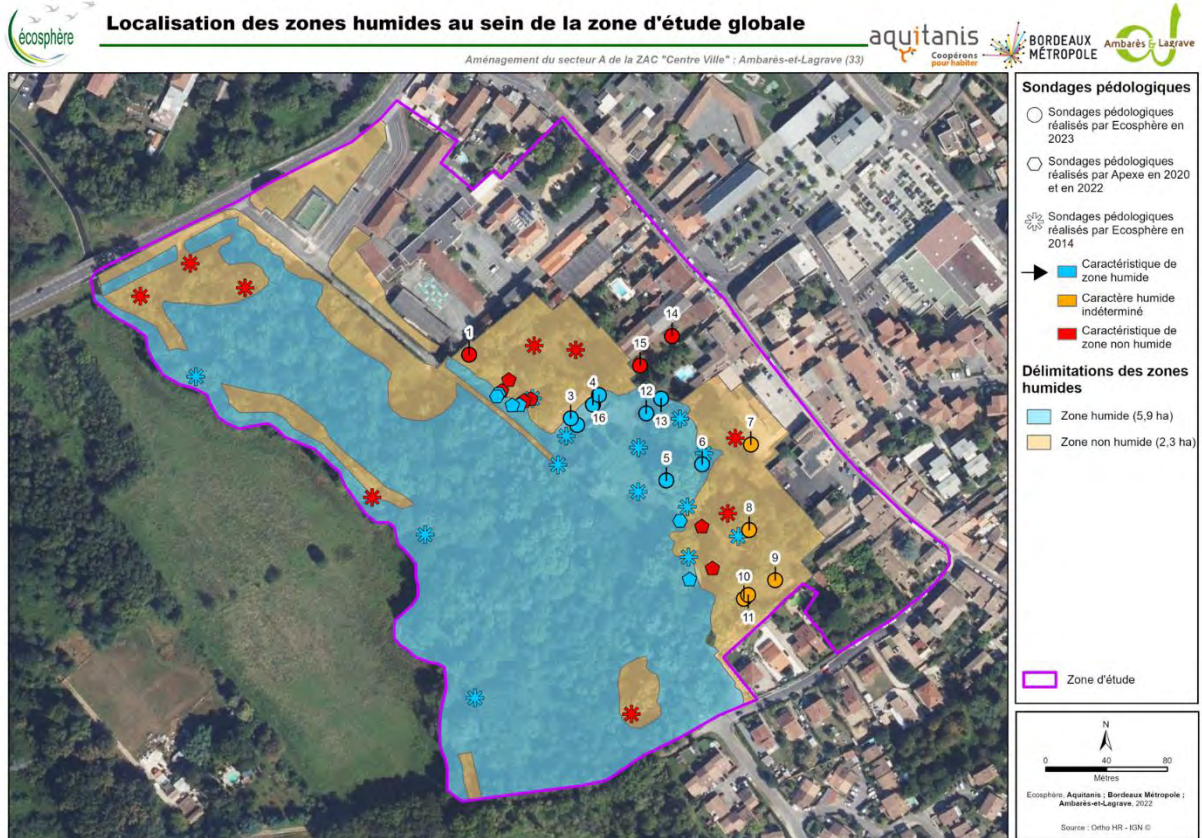 écosphère
Localisation des zones humides au sein de la zone d'étude globale
Aménagement du secteur A de la ZAC "Centre Ville" : Ambarès-et-Lagrave (33)
aquitanis
Coopérons
pour habiter
BORDEAUX
MÉTROPOLE
Ambarès & Lagrave
14
1
15
4
12
3
13
16
7
6
5
8
9
10
11
Sondages pédologiques
Sondages pédologiques
réalisés par Ecosphère en
2023
Sondages pédologiques
réalisés par Apexe en 2020
et en 2022
Sondages pédologiques
réalisés par Ecosphère en
2014
Caractéristique de
zone humide
Caractère humide
indéterminé
Caractéristique de
zone non humide
Délimitations des zones
humides
Zone humide (5,9 ha)
Zone non humide (2,3 ha)
Zone d'étude
N
0 40 80
Mètres
Ecosphère, Aquitanis ; Bordeaux Métropole ;
Ambarès-et-Lagrave, 2022
Source : Ortho HR - IGN ©